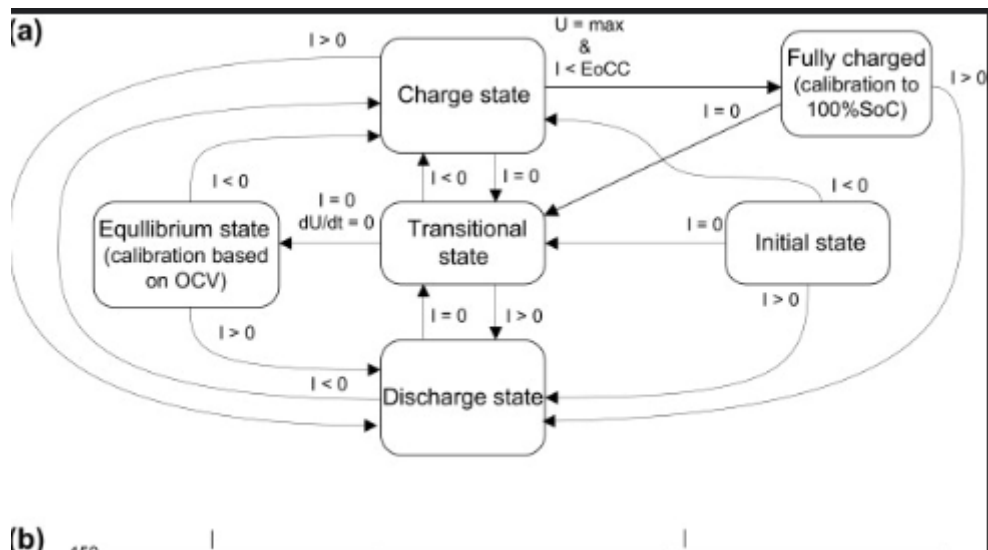 (a)
I > 0
U = max
&
I < EoCC
Charge state
Fully charged
(calibration to
100%SoC)
I > 0
I = 0
I < 0
I < 0
I = 0
I < 0
I = 0
dU/dt = 0
Equllibrium state
(calibration based
on OCV)
Transitional
state
I = 0
Initial state
I > 0
I = 0
I > 0
I > 0
I < 0
Discharge state
(b)
150